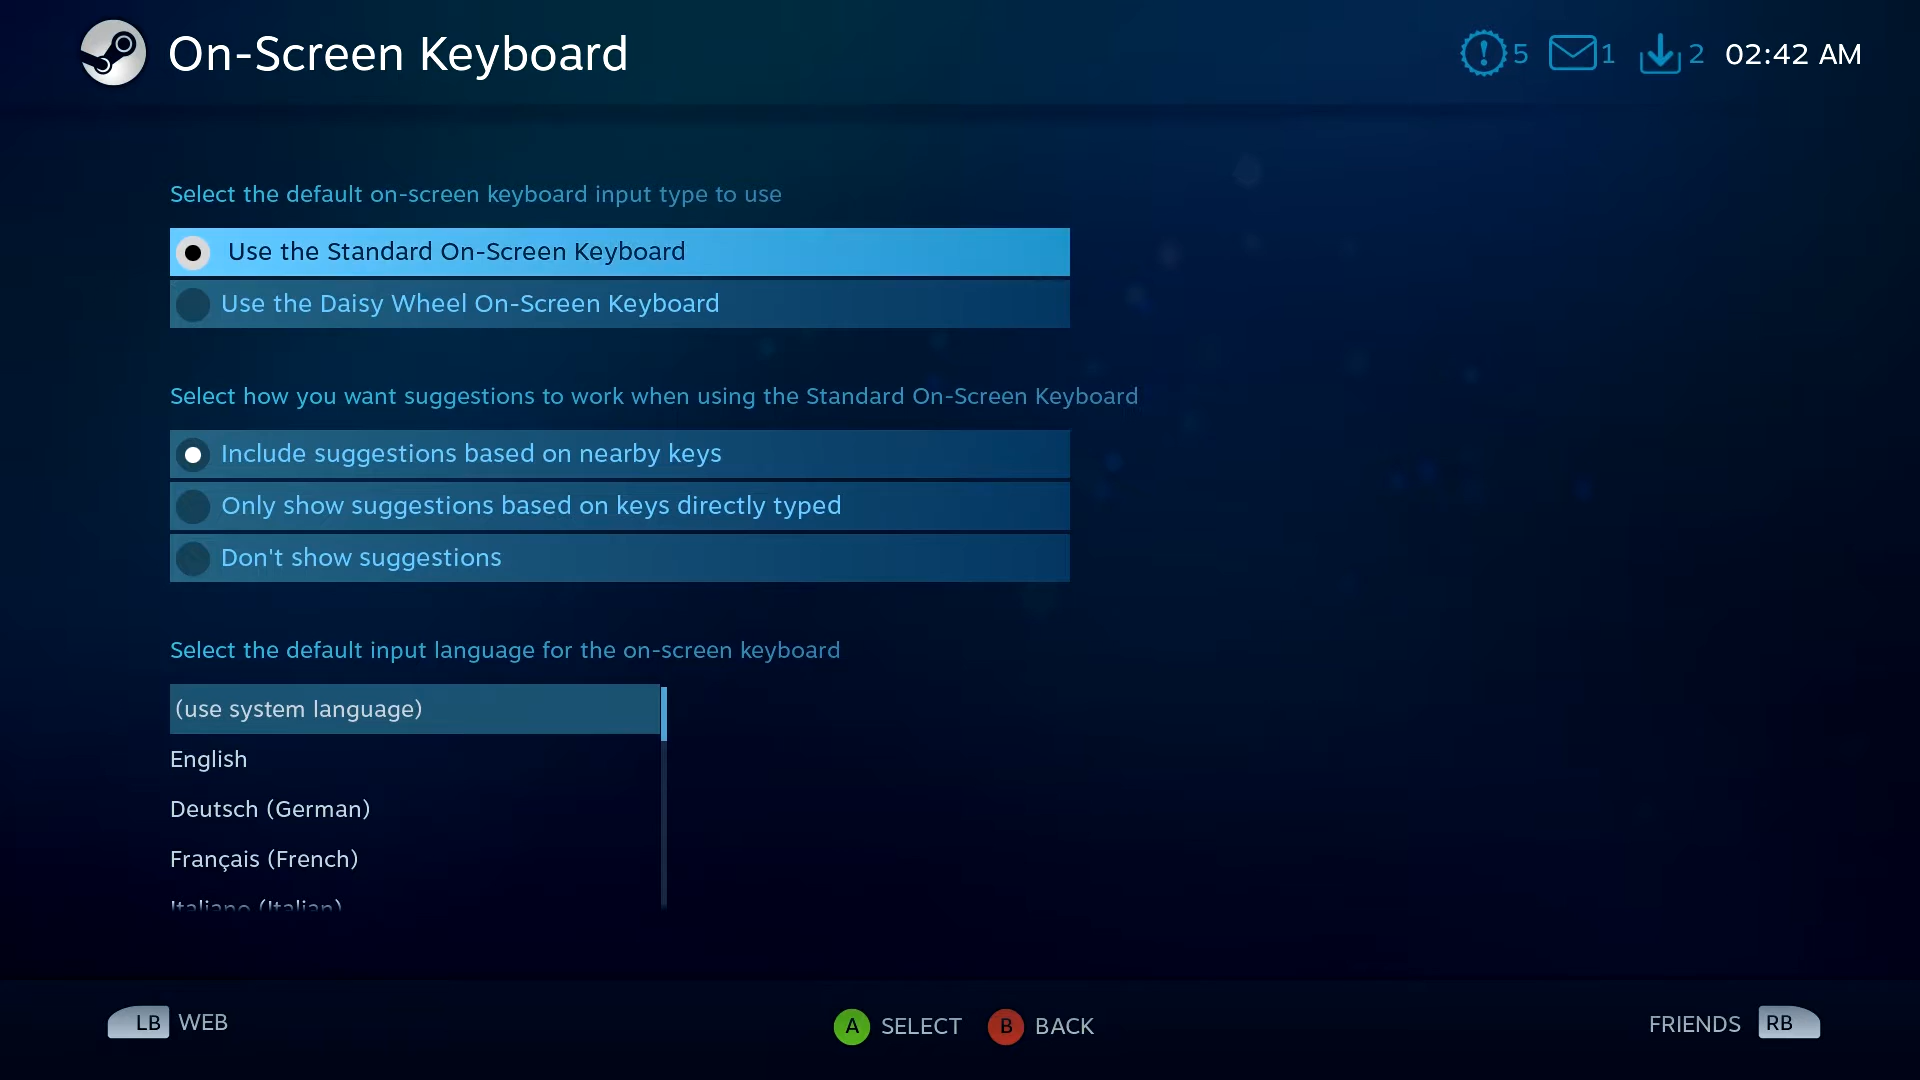 On-Screen Keyboard
5 1 2 02:42 AM
Select the default on-screen keyboard input type to use
Use the Standard On-Screen Keyboard
Use the Daisy Wheel On-Screen Keyboard
Select how you want suggestions to work when using the Standard On-Screen Keyboard
Include suggestions based on nearby keys
Only show suggestions based on keys directly typed
Don't show suggestions
Select the default input language for the on-screen keyboard
(use system language)
English
Deutsch (German)
Français (French)
Italiano (Italian)
LB WEB
A SELECT B BACK
FRIENDS RB